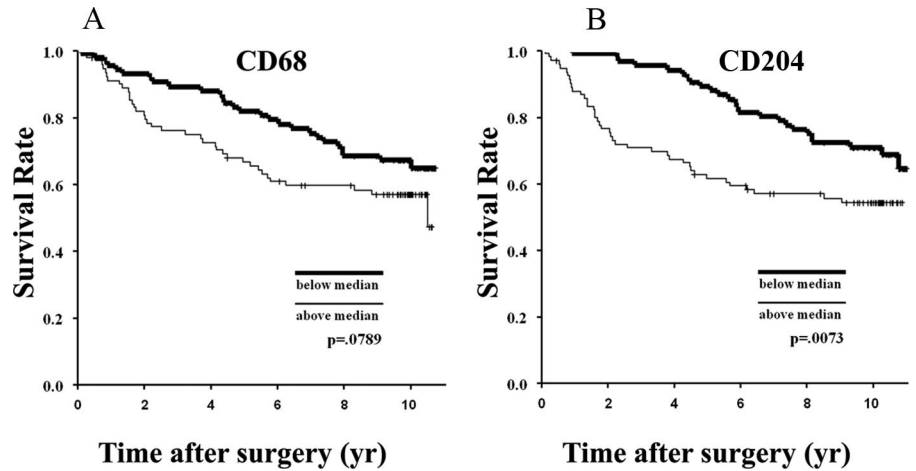 A
CD68
Survival Rate
1.0
0.8
0.6
0.4
0.2
0.0
below median
above median
p=.0789
0 2 4 6 8 10
Time after surgery (yr)
B
CD204
Survival Rate
1.0
0.8
0.6
0.4
0.2
0.0
below median
above median
p=.0073
0 2 4 6 8 10
Time after surgery (yr)